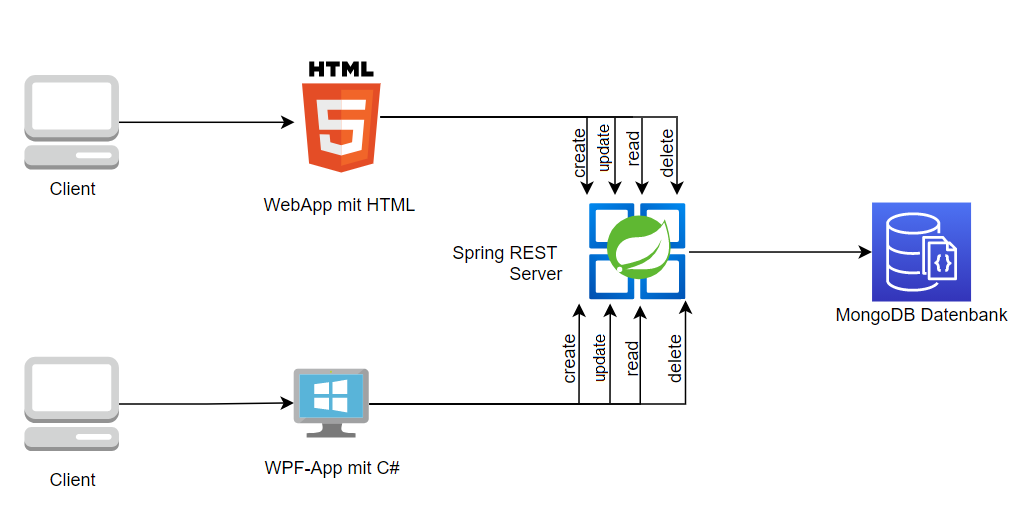 HTML
5
Client
WebApp mit HTML
create
update
read
delete
Spring REST
Server
{}
MongoDB Datenbank
create
update
read
delete
Client
WPF-App mit C#